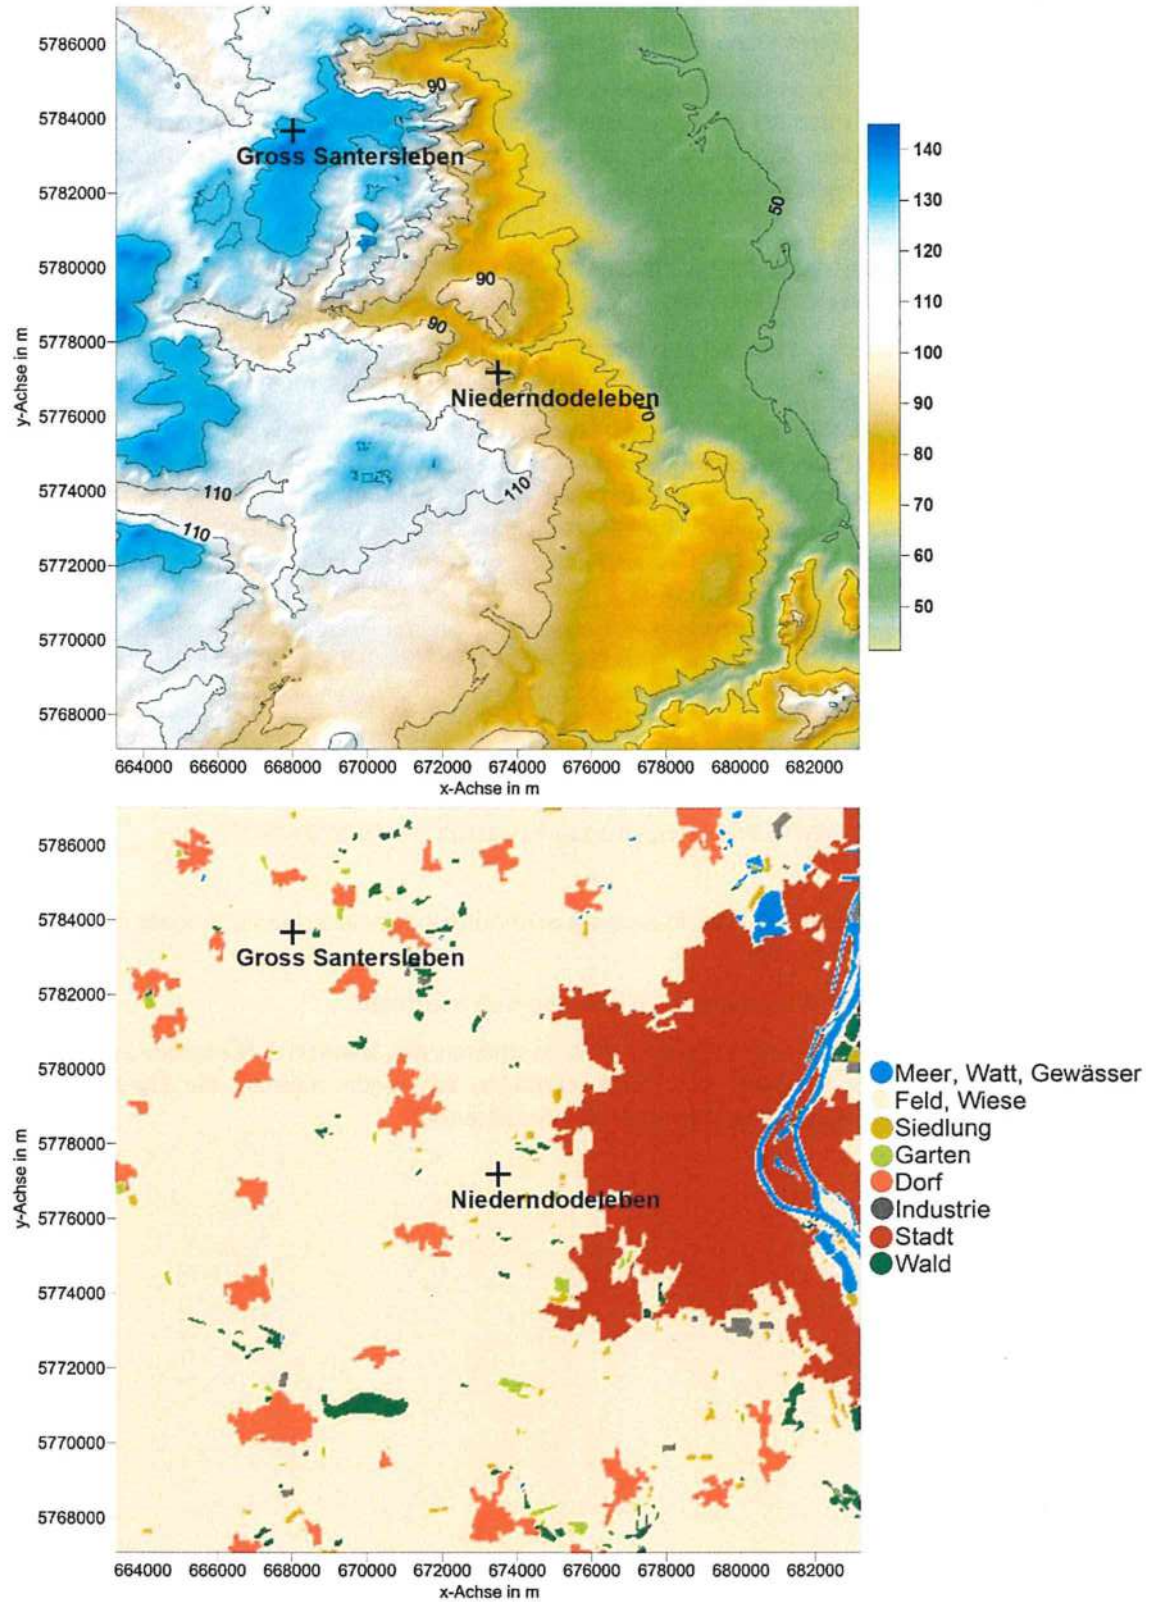 5786000
5784000
5782000
5780000
5778000
5776000
5774000
5772000
5770000
5768000
y-Achse in m
90
Gross Santersleben
50
90
90
Niederndodeleben
70
110
110
110
140
130
120
110
100
90
80
70
60
50
664000 666000 668000 670000 672000 674000 676000 678000 680000 682000
x-Achse in m
5786000
5784000
5782000
5780000
5778000
5776000
5774000
5772000
5770000
5768000
y-Achse in m
Gross Santersleben
Niederndodeleben
Meer, Watt, Gewässer
Feld, Wiese
Siedlung
Garten
Dorf
Industrie
Stadt
Wald
664000 666000 668000 670000 672000 674000 676000 678000 680000 682000
x-Achse in m